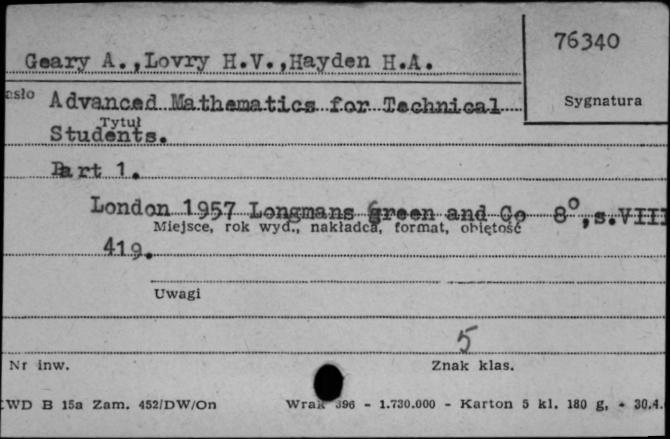 76340
Geary A.,Lovry H.V.,Hayden H.A.
asło Advanced Mathematics for Technical Sygnatura
Tytuł
Students.
Part 1.
London 1957 Longmans Green and Co 8°,s.VIII
Miejsce, rok wyd., nakładca, format, objętość
419.
Uwagi
5
Nr inw. Znak klas.
WD B 15a Zam. 452/DW/On Wrak 396 - 1.730.000 - Karton 5 kl. 180 g, - 30.4.